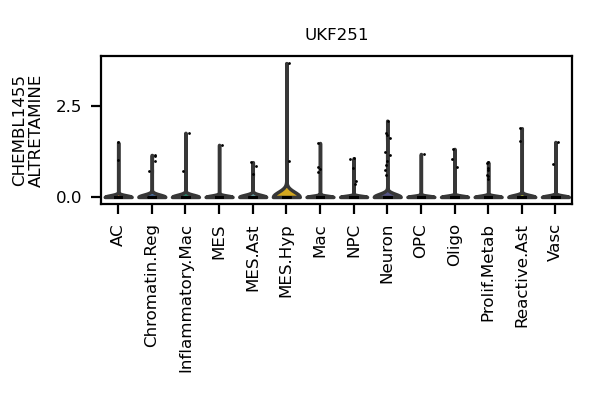 UKF251
CHEMBL1455
ALTRETAMINE
2.5
0.0
AC
Chromatin.Reg
Inflammatory.Mac
MES
MES.Ast
MES.Hyp
Mac
NPC
Neuron
OPC
Oligo
Prolif.Metab
Reactive.Ast
Vasc